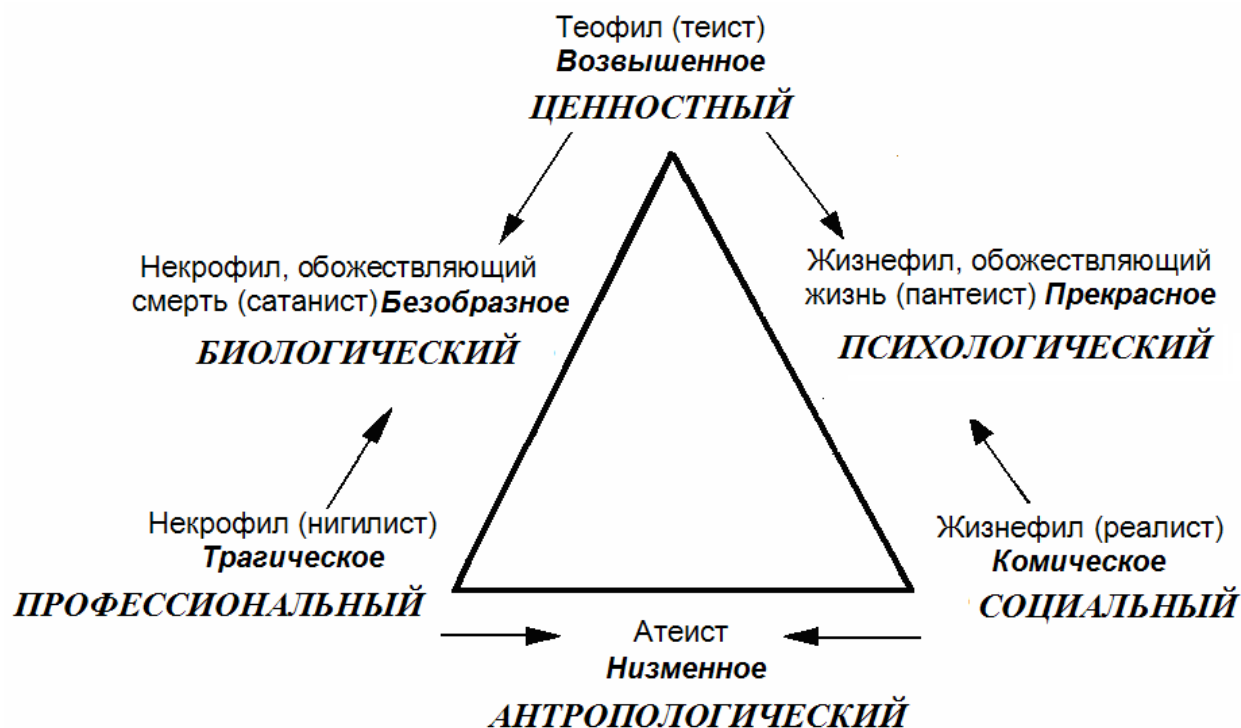 Теофил (теист)
Возвышенное
ЦЕННОСТНЫЙ
Некрофил, обожествляющий
смерть (сатанист) Безобразное
БИОЛОГИЧЕСКИЙ
Жизнефил, обожествляющий
жизнь (пантеист) Прекрасное
ПСИХОЛОГИЧЕСКИЙ
Некрофил (нигилист)
Трагическое
ПРОФЕССИОНАЛЬНЫЙ
Жизнефил (реалист)
Комическое
СОЦИАЛЬНЫЙ
Атеист
Низменное
АНТРОПОЛОГИЧЕСКИЙ